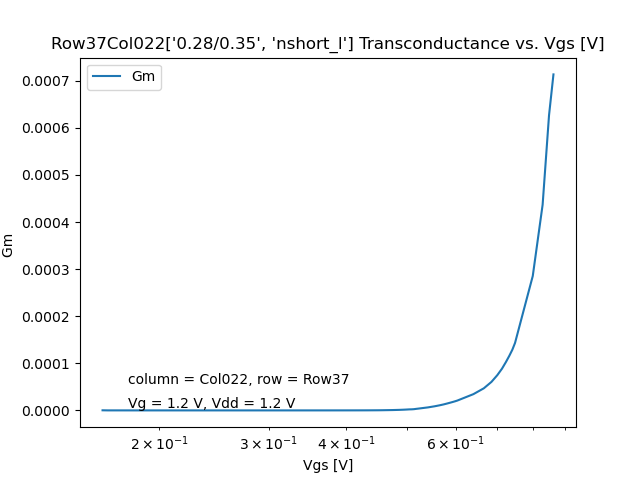 Row37Col022['0.28/0.35', 'nshort_l'] Transconductance vs. Vgs [V]
Gm
0.0007
0.0006
0.0005
0.0004
0.0003
0.0002
0.0001
0.0000
Gm
column = Col022, row = Row37
Vg = 1.2 V, Vdd = 1.2 V
2 × 10⁻¹ 3 × 10⁻¹ 4 × 10⁻¹ 6 × 10⁻¹
Vgs [V]